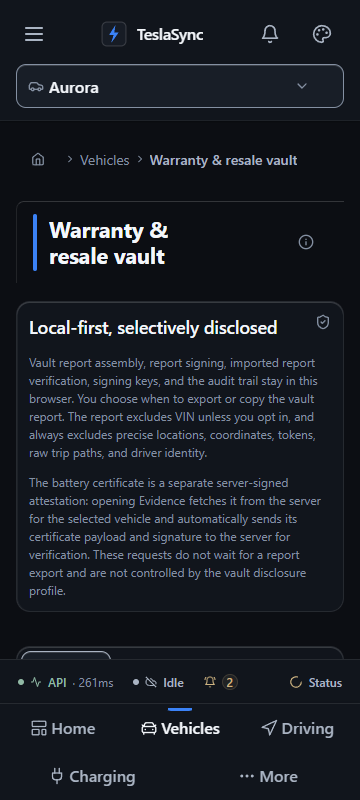 TeslaSync
Aurora
Vehicles
Warranty & resale vault
Warranty &
resale vault
Local-first, selectively disclosed
Vault report assembly, report signing, imported report
verification, signing keys, and the audit trail stay in this
browser. You choose when to export or copy the vault
report. The report excludes VIN unless you opt in, and
always excludes precise locations, coordinates, tokens,
raw trip paths, and driver identity.
The battery certificate is a separate server-signed
attestation: opening Evidence fetches it from the server
for the selected vehicle and automatically sends its
certificate payload and signature to the server for
verification. These requests do not wait for a report
export and are not controlled by the vault disclosure
profile.
API · 261ms Idle 2 Status
Home Vehicles Driving
Charging More